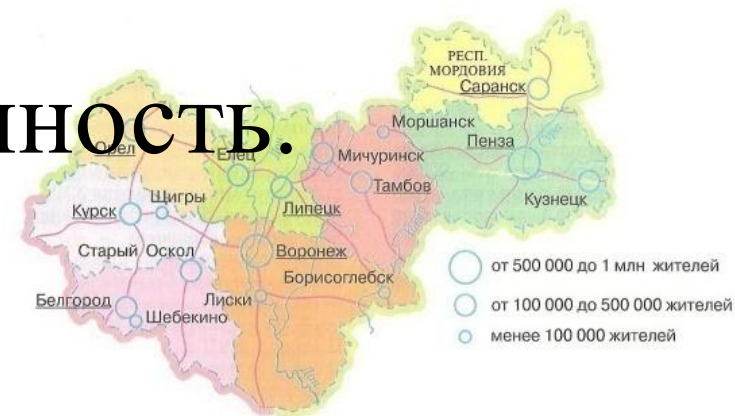 нность.
РЕСП.
МОРДОВИЯ
Саранск
Моршанск
Пенза
Орел
Елец
Мичуринск
Тамбов
Кузнецк
Щигры
Курск
Липецк
Старый Оскол
Воронеж
Борисоглебск
Белгород
Лиски
Шебекино
Дон
от 500 000 до 1 млн жителей
от 100 000 до 500 000 жителей
менее 100 000 жителей